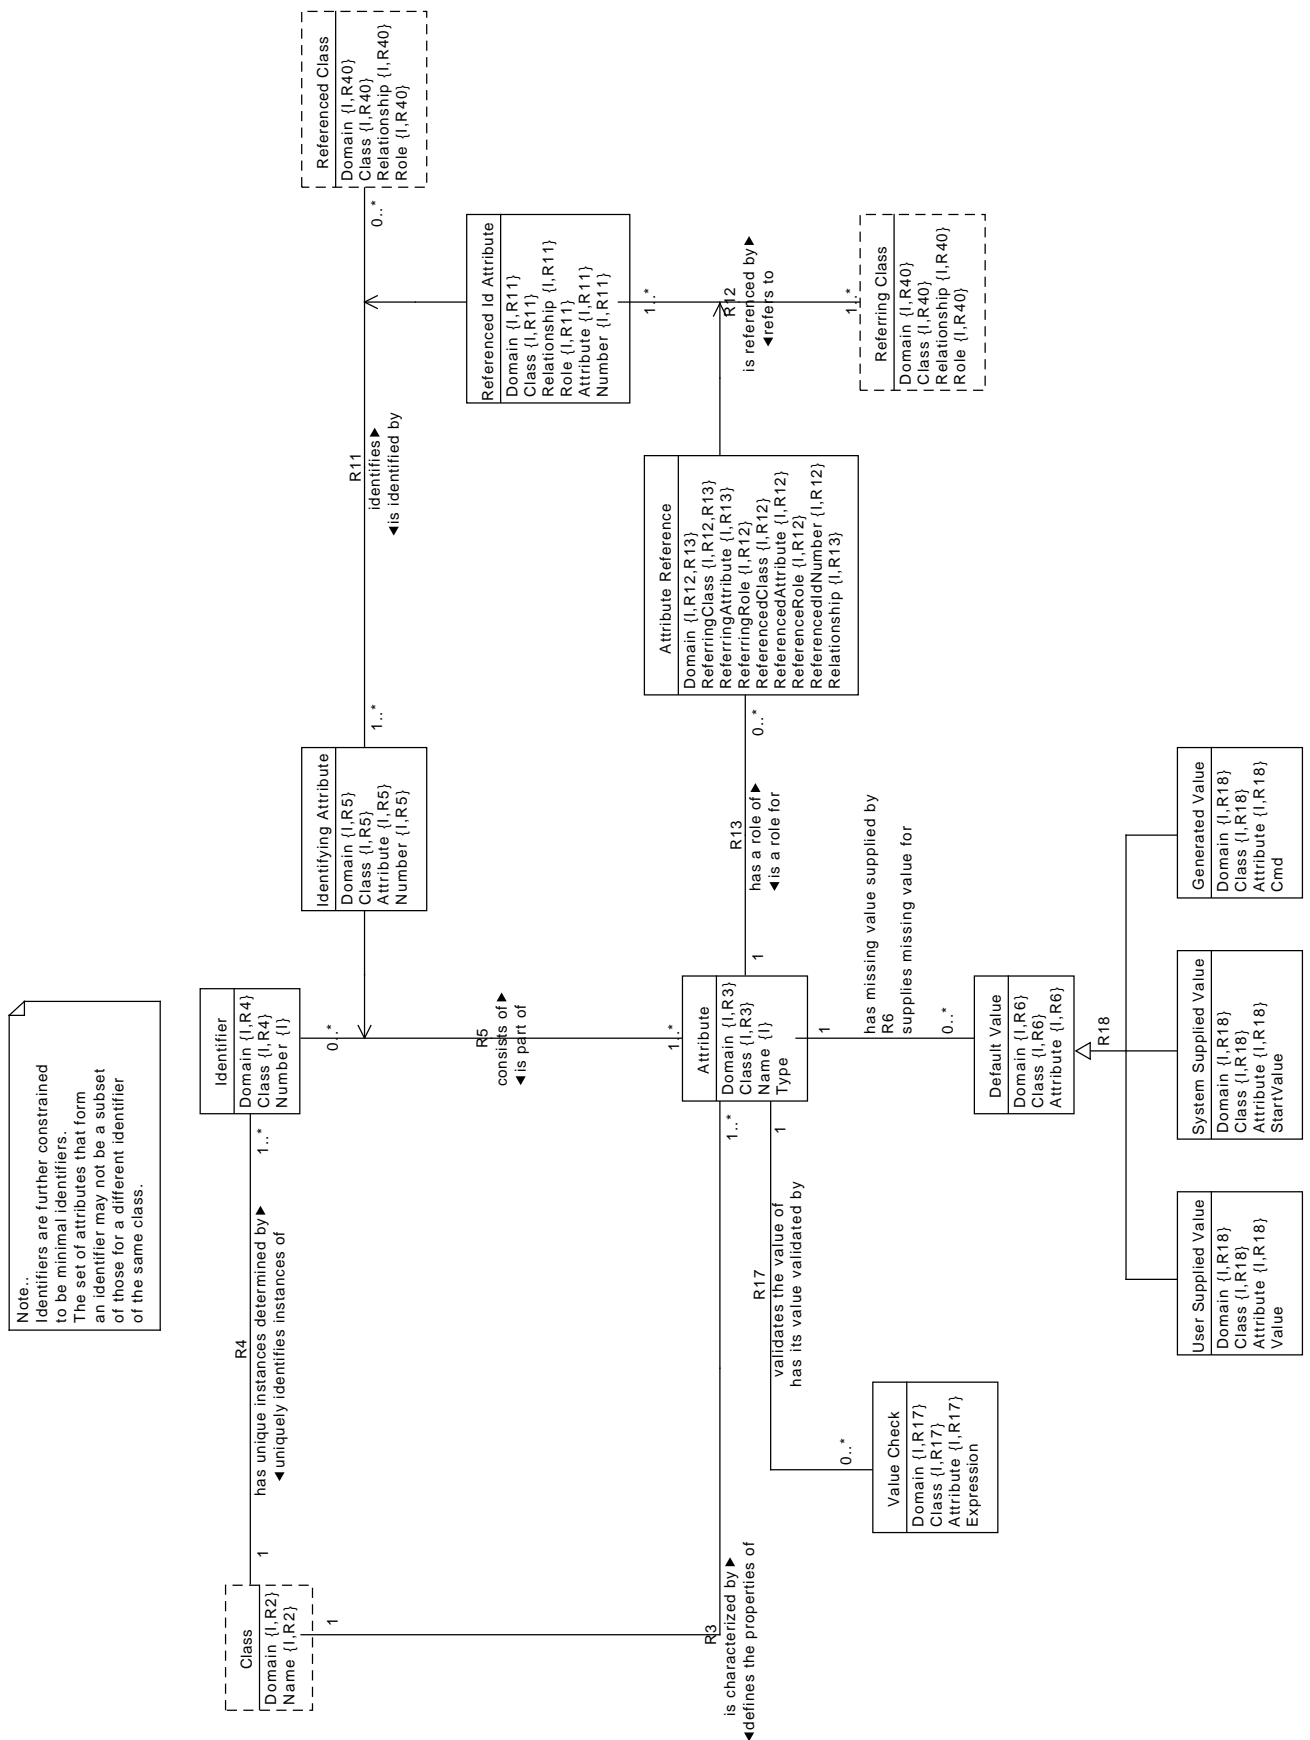 Note..
Identifiers are further constrained
to be minimal identifiers.
The set of attributes that form
an identifier may not be a subset
of those for a different identifier
of the same class.
Class
Domain {I,R2}
Name {I,R2}
1
R4
has unique instances determined by ►
◄uniquely identifies instances of
1..*
Identifier
Domain {I,R4}
Class {I,R4}
Number {I}
0..*
R5
consists of ►
◄ is part of
1..*
Identifying Attribute
Domain {I,R5}
Class {I,R5}
Attribute {I,R5}
Number {I,R5}
1..*
R11
identifies►
◄is identified by
0..*
Referenced Class
Domain {I,R40}
Class {I,R40}
Relationship {I,R40}
Role {I,R40}
Referenced Id Attribute
Domain {I,R11}
Class {I,R11}
Relationship {I,R11}
Role {I,R11}
Attribute {I,R11}
Number {I,R11}
1..*
R12
is referenced by►
◄refers to
1..*
Referring Class
Domain {I,R40}
Class {I,R40}
Relationship {I,R40}
Role {I,R40}
Attribute Reference
Domain {I,R12,R13}
ReferringClass {I,R12,R13}
ReferringAttribute {I,R13}
ReferringRole {I,R12}
ReferencedClass {I,R12}
ReferencedAttribute {I,R12}
ReferenceRole {I,R12}
ReferencedIdNumber {I,R12}
Relationship {I,R13}
0..*
R13
has a role of ►
◄ is a role for
1
Attribute
Domain {I,R3}
Class {I,R3}
Name {I}
Type
1
R3
is characterized by ►
◄defines the properties of
1..*
1
R17
validates the value of
has its value validated by
0..*
Value Check
Domain {I,R17}
Class {I,R17}
Attribute {I,R17}
Expression
1
has missing value supplied by
R6
supplies missing value for
0..*
Default Value
Domain {I,R6}
Class {I,R6}
Attribute {I,R6}
R18
User Supplied Value
Domain {I,R18}
Class {I,R18}
Attribute {I,R18}
Value
System Supplied Value
Domain {I,R18}
Class {I,R18}
Attribute {I,R18}
StartValue
Generated Value
Domain {I,R18}
Class {I,R18}
Attribute {I,R18}
Cmd